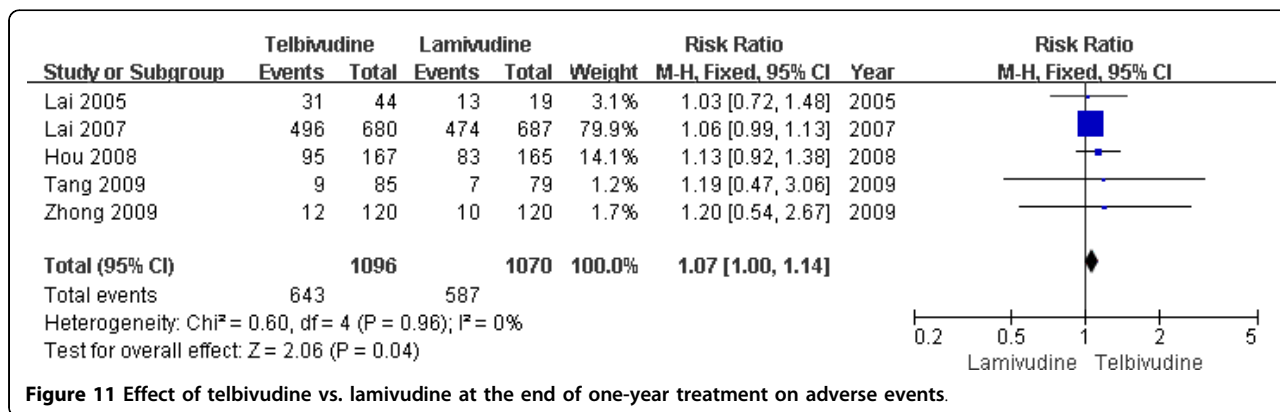 Telbivudine Lamivudine Risk Ratio Risk Ratio
Study or Subgroup Events Total Events Total Weight M-H, Fixed, 95% CI Year M-H, Fixed, 95% CI
Lai 2005 31 44 13 19 3.1% 1.03 [0.72, 1.48] 2005
Lai 2007 496 680 474 687 79.9% 1.06 [0.99, 1.13] 2007
Hou 2008 95 167 83 165 14.1% 1.13 [0.92, 1.38] 2008
Tang 2009 9 85 7 79 1.2% 1.19 [0.47, 3.06] 2009
Zhong 2009 12 120 10 120 1.7% 1.20 [0.54, 2.67] 2009
Total (95% CI) 1096 1070 100.0% 1.07 [1.00, 1.14]
Total events 643 587
Heterogeneity: Chi² = 0.60, df = 4 (P = 0.96); I² = 0%
Test for overall effect: Z = 2.06 (P = 0.04)
0.2 0.5 1 2 5
Lamivudine Telbivudine
Figure 11 Effect of telbivudine vs. lamivudine at the end of one-year treatment on adverse events.